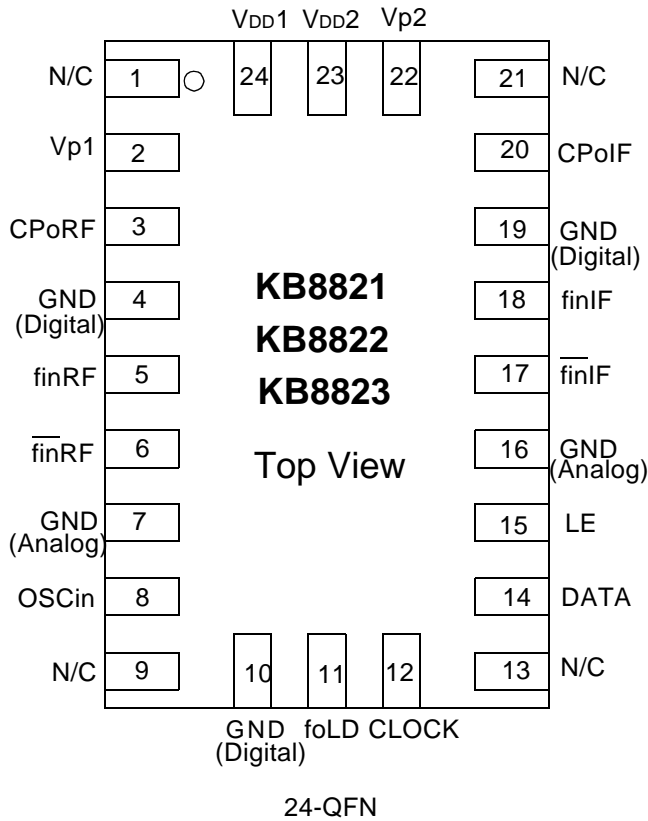 VDD1 VDD2 Vp2
N/C 1 24 23 22 21 N/C
Vp1 2 20 CPoIF
CPoRF 3 19 GND
(Digital)
GND 4 18 finIF
(Digital)
KB8821
KB8822
KB8823
finRF 5 17 f̅i̅n̅IF
f̅i̅n̅RF 6 16 GND
(Analog)
Top View
GND 7 15 LE
(Analog)
OSCin 8 14 DATA
N/C 9 10 11 12 13 N/C
GND foLD CLOCK
(Digital)
24-QFN